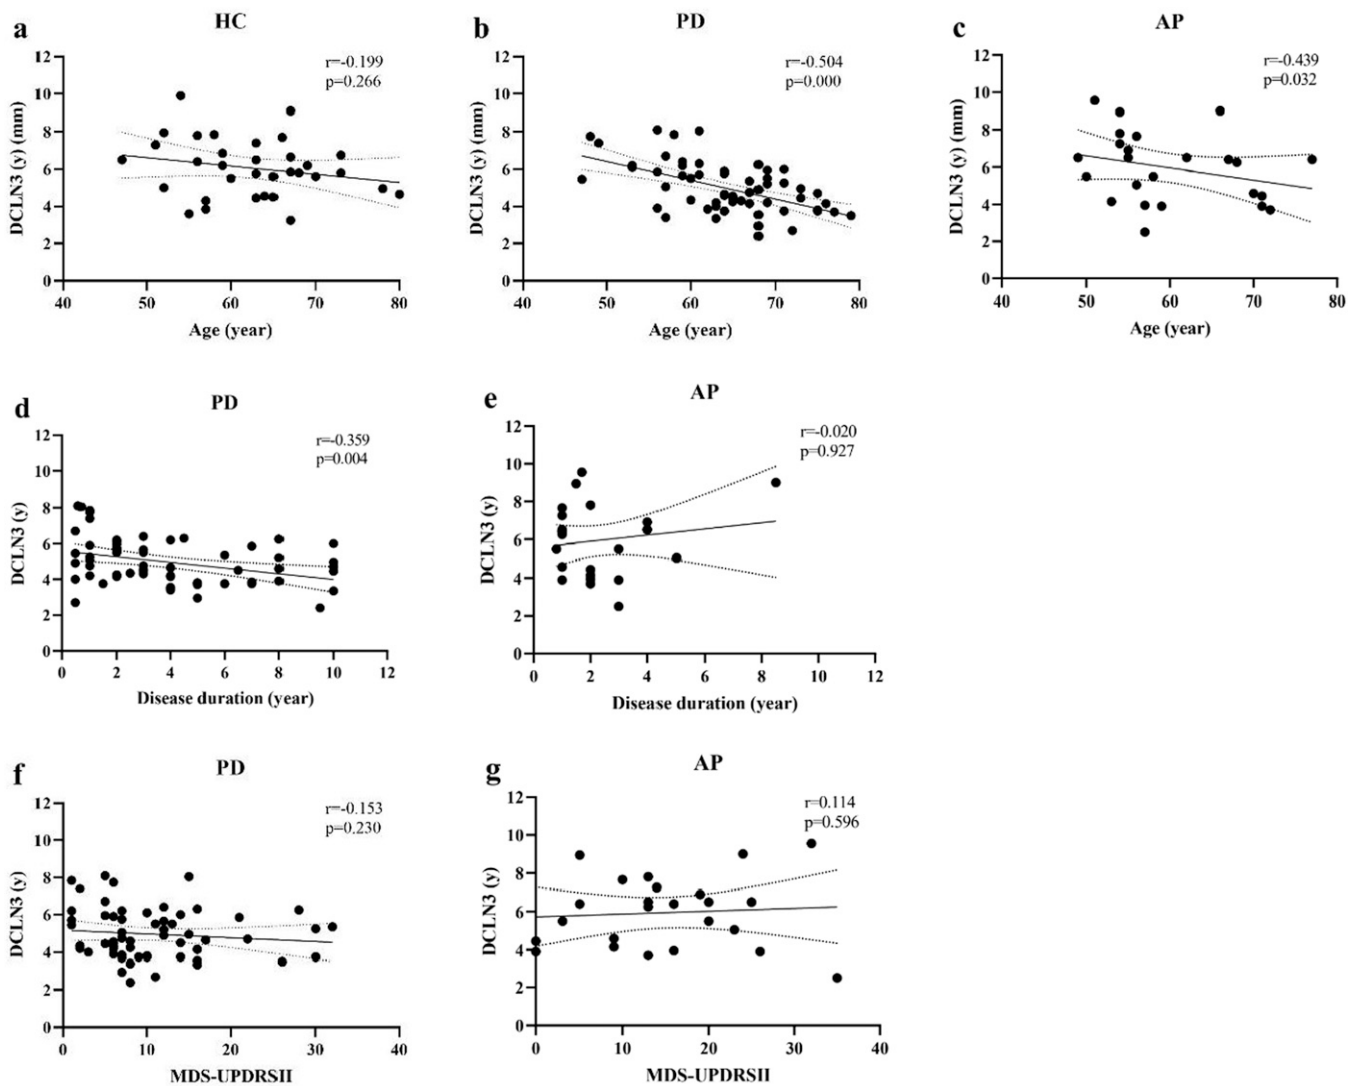 a
HC
r=-0.199
p=0.266
DCLN3 (y) (mm)
12
10
8
6
4
2
0
40
50
60
70
80
Age (year)
b
PD
r=-0.504
p=0.000
DCLN3 (y) (mm)
12
10
8
6
4
2
0
40
50
60
70
80
Age (year)
c
AP
r=-0.439
p=0.032
DCLN3 (y) (mm)
12
10
8
6
4
2
0
40
50
60
70
80
Age (year)
d
PD
r=-0.359
p=0.004
DCLN3 (y)
12
10
8
6
4
2
0
0
2
4
6
8
10
12
Disease duration (year)
e
AP
r=-0.020
p=0.927
DCLN3 (y)
12
10
8
6
4
2
0
0
2
4
6
8
10
12
Disease duration (year)
f
PD
r=-0.153
p=0.230
DCLN3 (y)
12
10
8
6
4
2
0
0
10
20
30
40
MDS-UPDRSII
g
AP
r=0.114
p=0.596
DCLN3 (y)
12
10
8
6
4
2
0
0
10
20
30
40
MDS-UPDRSII